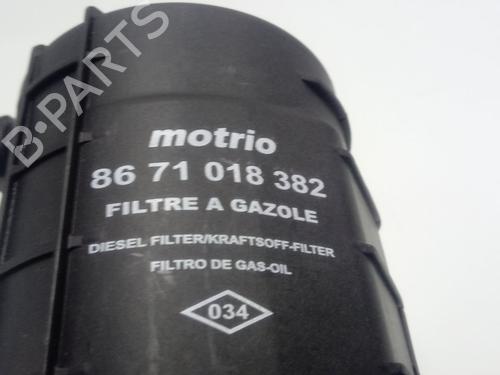 B-PARTS
motrio
86 71 018 382
FILTRE A GAZOLE
DIESEL FILTER/KRAFTSOFF-FILTER
FILTRO DE GAS-OIL
034